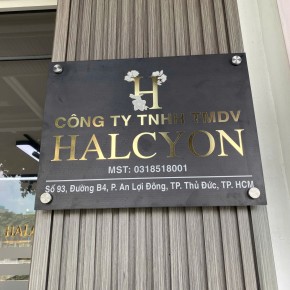 H
CÔNG TY TNHH TMDV
HALCYON
MST: 0318518001
Số 93, Đường B4, P. An Lợi Đông, TP. Thủ Đức, TP. HCM